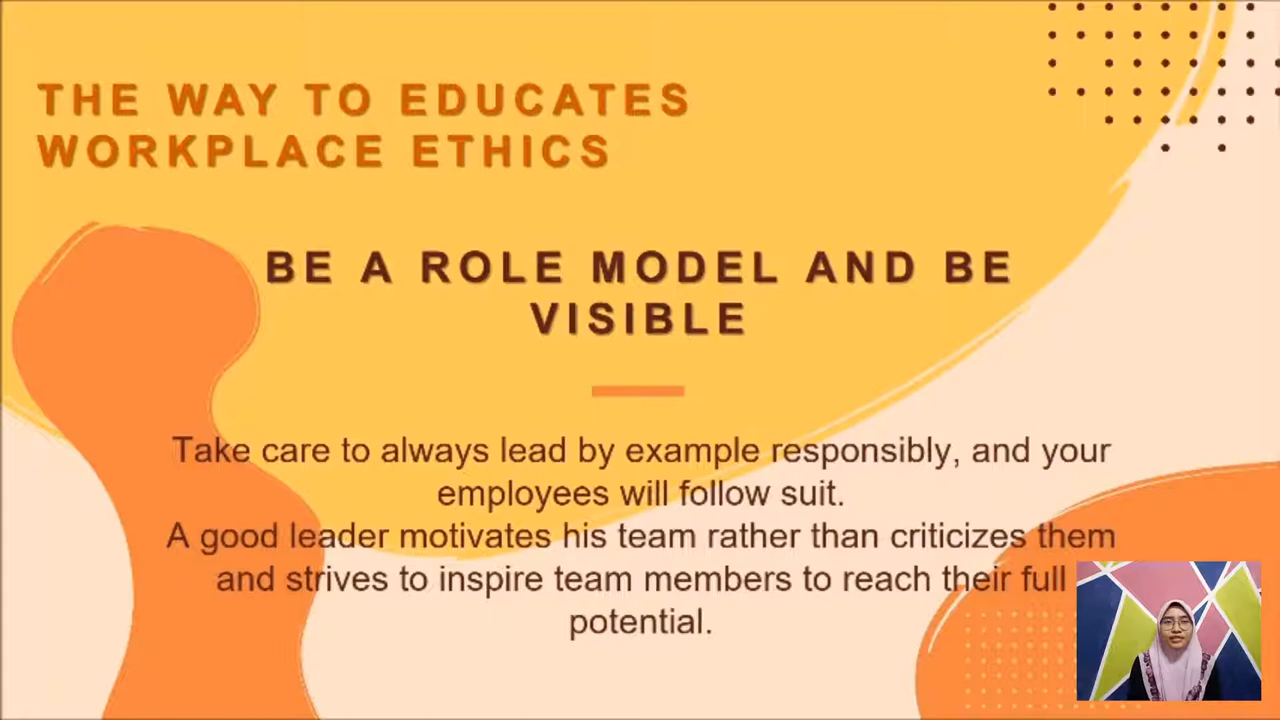 THE WAY TO EDUCATES
WORKPLACE ETHICS
BE A ROLE MODEL AND BE
VISIBLE
Take care to always lead by example responsibly, and your
employees will follow suit.
A good leader motivates his team rather than criticizes them
and strives to inspire team members to reach their full
potential.